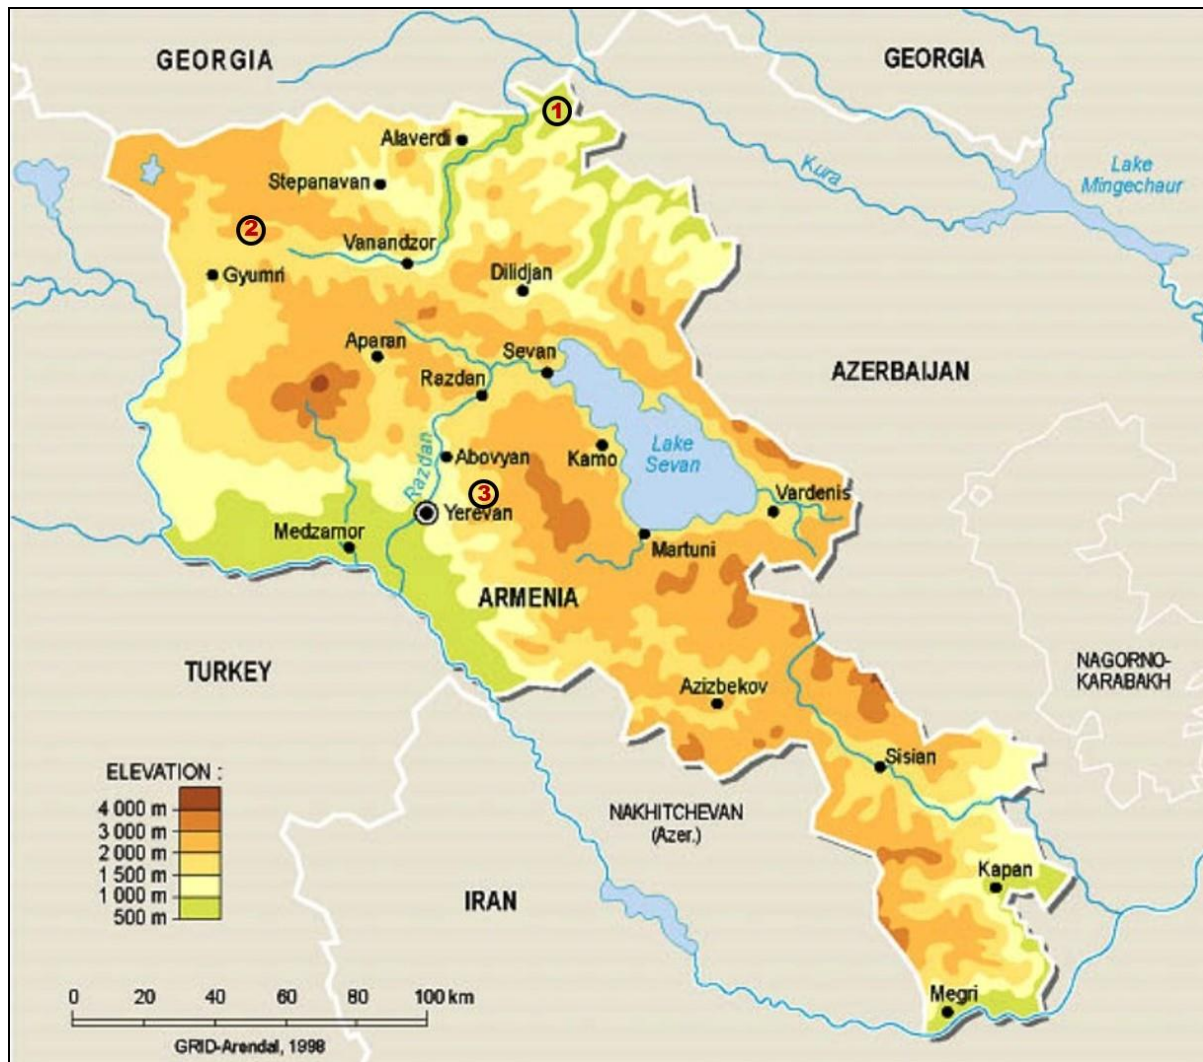 GEORGIA
GEORGIA
1
Alaverdi
Kura
Lake
Mingechaur
Stepanavan
2
Vanandzor
Gyumri
Dilidjan
Aparan
Sevan
AZERBAIJAN
Razdan
Razdan
Abovyan
Kamo
Lake
Sevan
3
Vardenis
Yerevan
Medzamor
Martuni
ARMENIA
TURKEY
NAGORNO-
KARABAKH
Azizbekov
Sisian
ELEVATION :
4 000 m
3 000 m
2 000 m
1 500 m
1 000 m
500 m
NAKHITCHEVAN
(Azer.)
Kapan
IRAN
Megri
0 20 40 60 80 100 km
GRID-Arendal, 1998